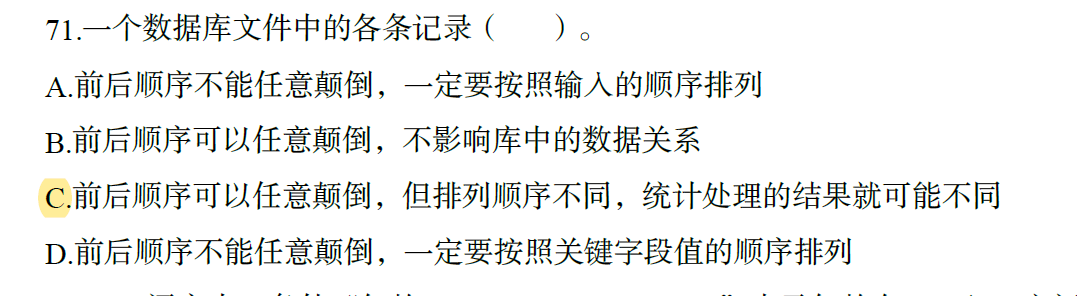 71.一个数据库文件中的各条记录（　　）。
A.前后顺序不能任意颠倒，一定要按照输入的顺序排列
B.前后顺序可以任意颠倒，不影响库中的数据关系
C.前后顺序可以任意颠倒，但排列顺序不同，统计处理的结果就可能不同
D.前后顺序不能任意颠倒，一定要按照关键字段值的顺序排列